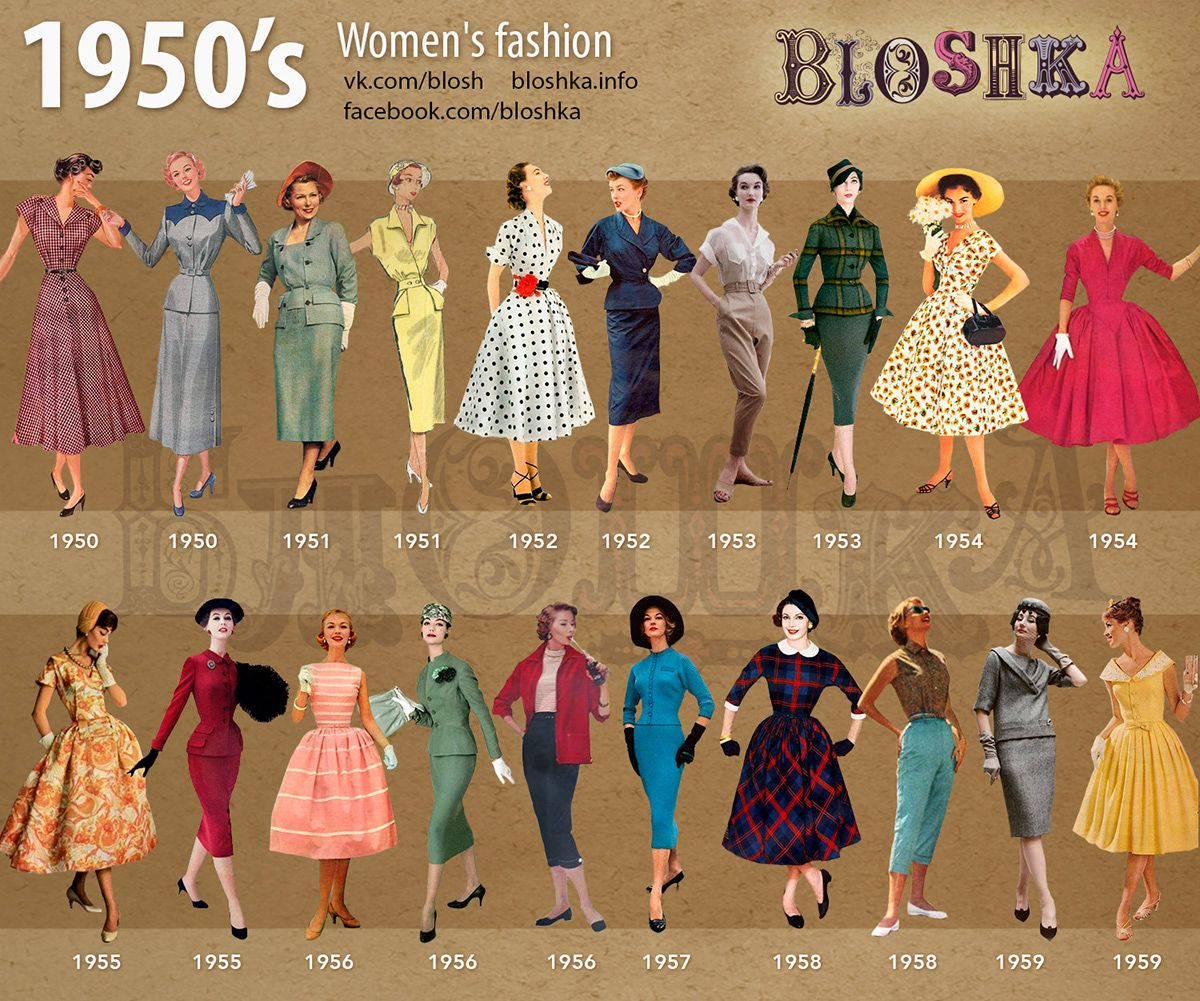 1950's
Women's fashion
vk.com/blosh bloshka.info
facebook.com/bloshka
BLOSHKA
1950 1950 1951 1951 1952 1952 1953 1953 1954 1954
1955 1955 1956 1956 1956 1957 1958 1958 1959 1959